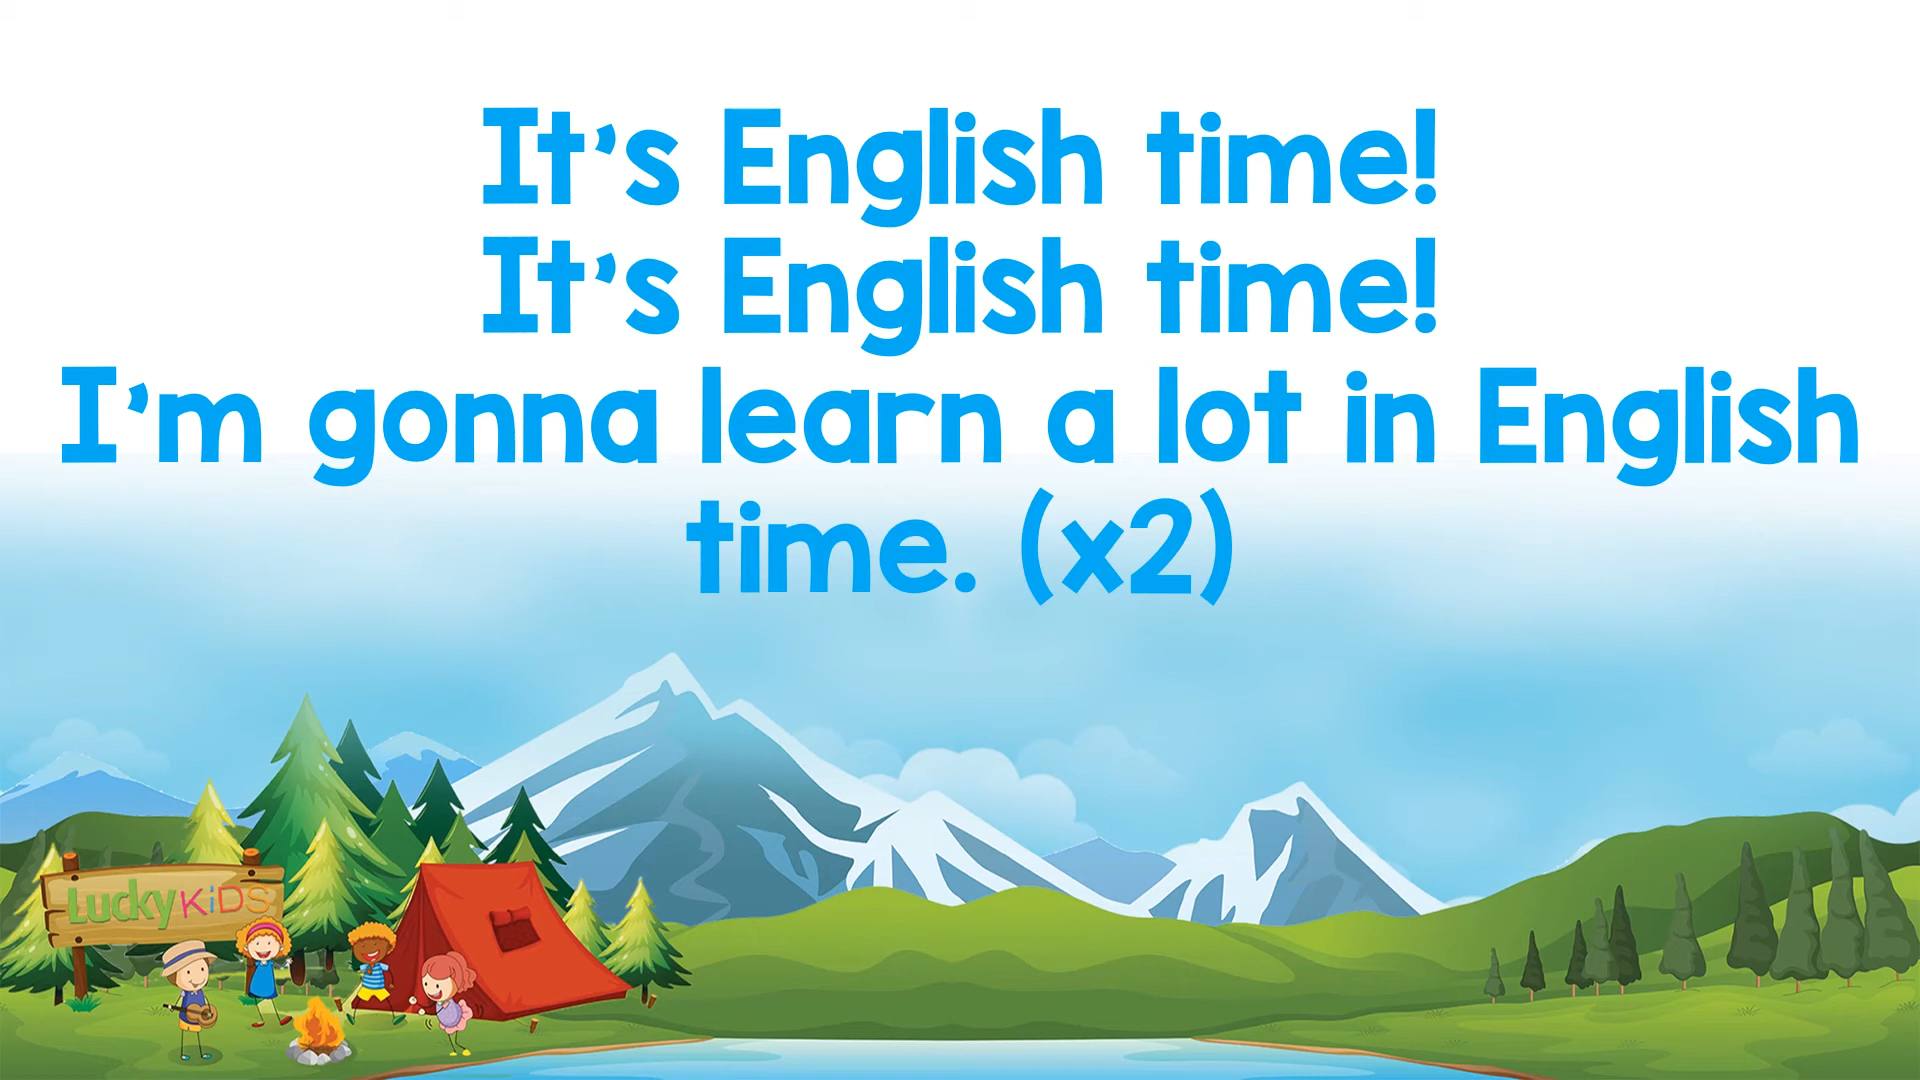 It's English time!
It's English time!
I'm gonna learn a lot in English
time. (x2)
Lucky KiDS